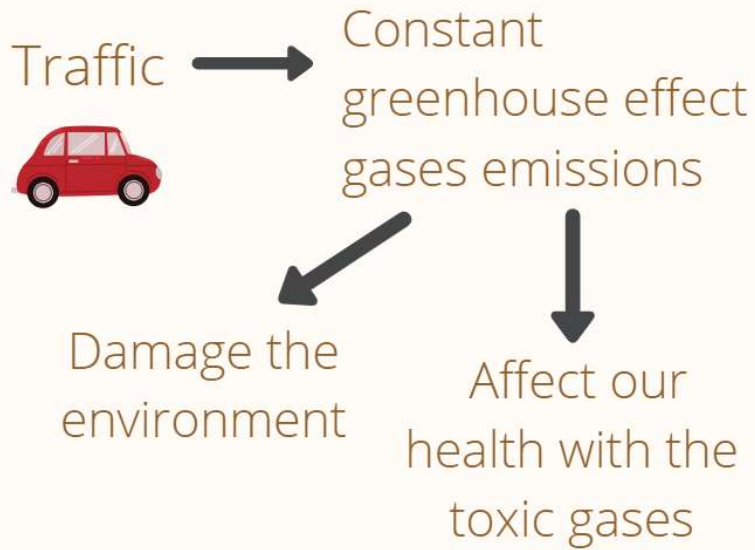 Traffic
Constant
greenhouse effect
gases emissions
Damage the
environment
Affect our
health with the
toxic gases